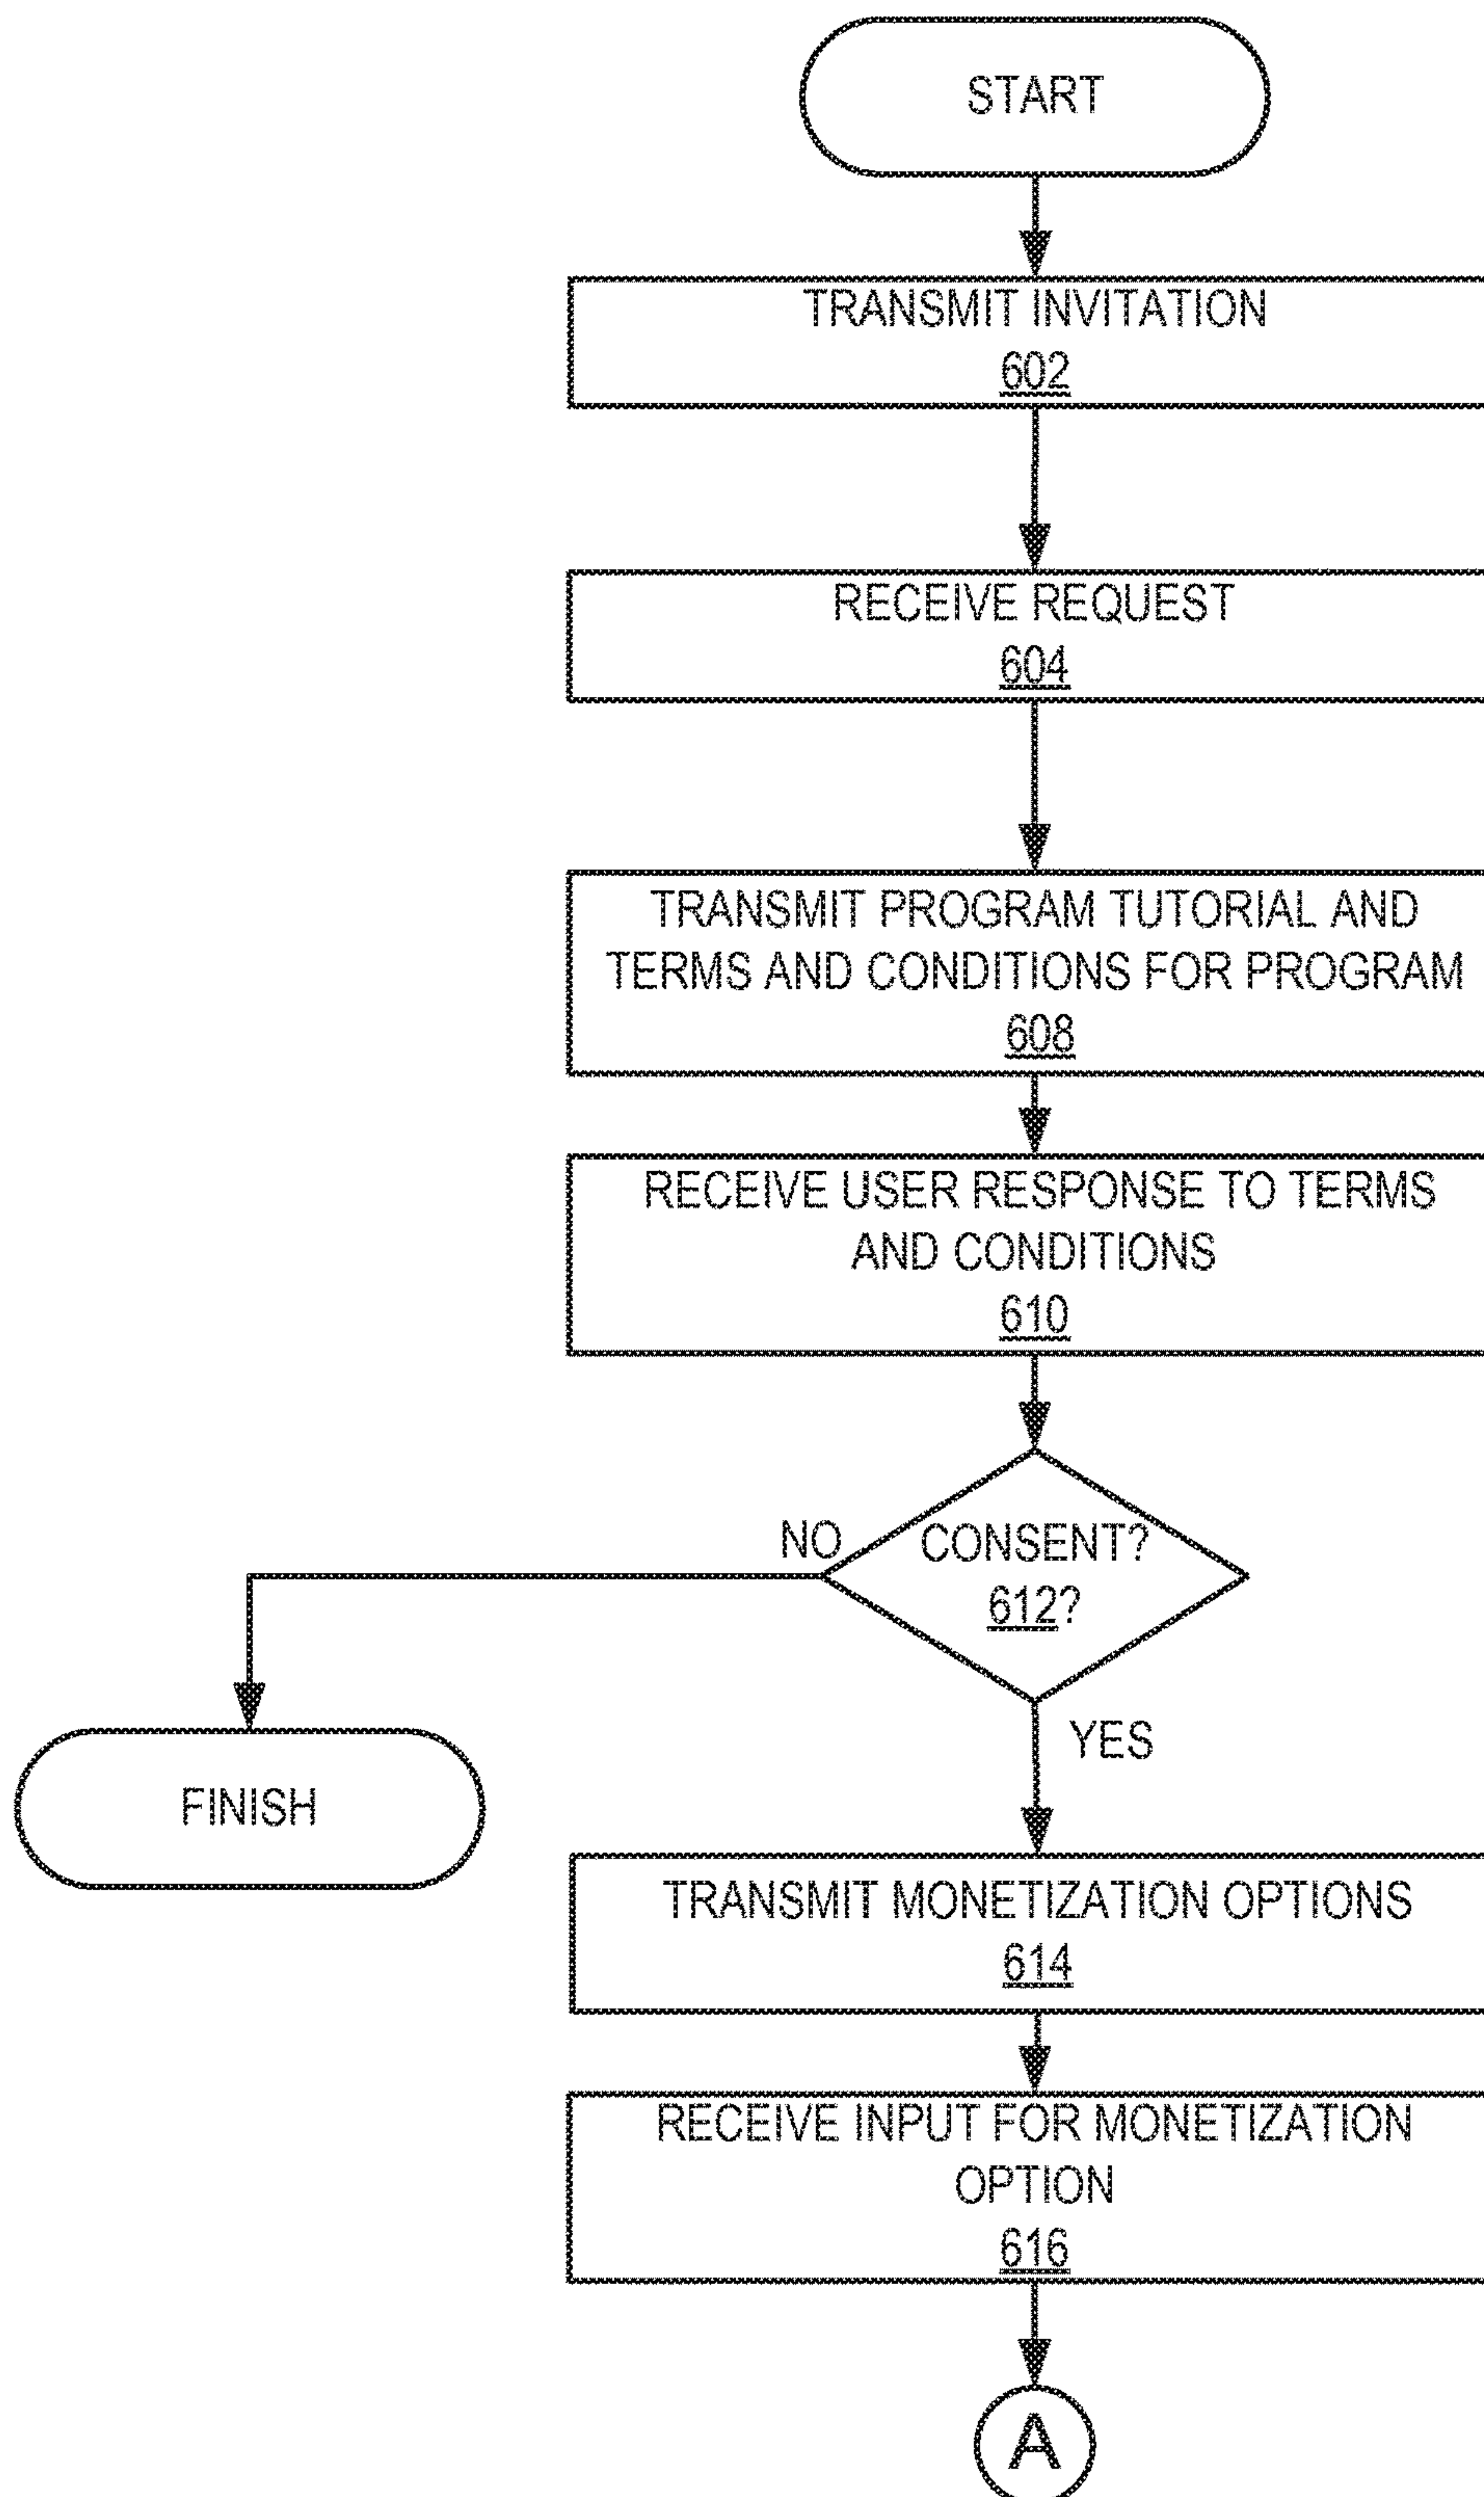 START
TRANSMIT INVITATION
602
RECEIVE REQUEST
604
TRANSMIT PROGRAM TUTORIAL AND
TERMS AND CONDITIONS FOR PROGRAM
608
RECEIVE USER RESPONSE TO TERMS
AND CONDITIONS
610
NO
CONSENT?
612?
YES
FINISH
TRANSMIT MONETIZATION OPTIONS
614
RECEIVE INPUT FOR MONETIZATION
OPTION
616
A